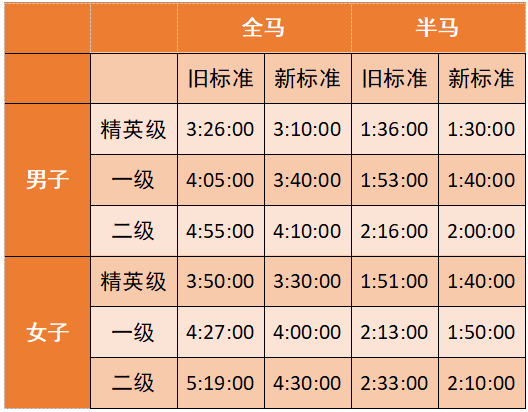 全马 半马
旧标准 新标准 旧标准 新标准
男子 精英级 3:26:00 3:10:00 1:36:00 1:30:00
一级 4:05:00 3:40:00 1:53:00 1:40:00
二级 4:55:00 4:10:00 2:16:00 2:00:00
女子 精英级 3:50:00 3:30:00 1:51:00 1:40:00
一级 4:27:00 4:00:00 2:13:00 1:50:00
二级 5:19:00 4:30:00 2:33:00 2:10:00